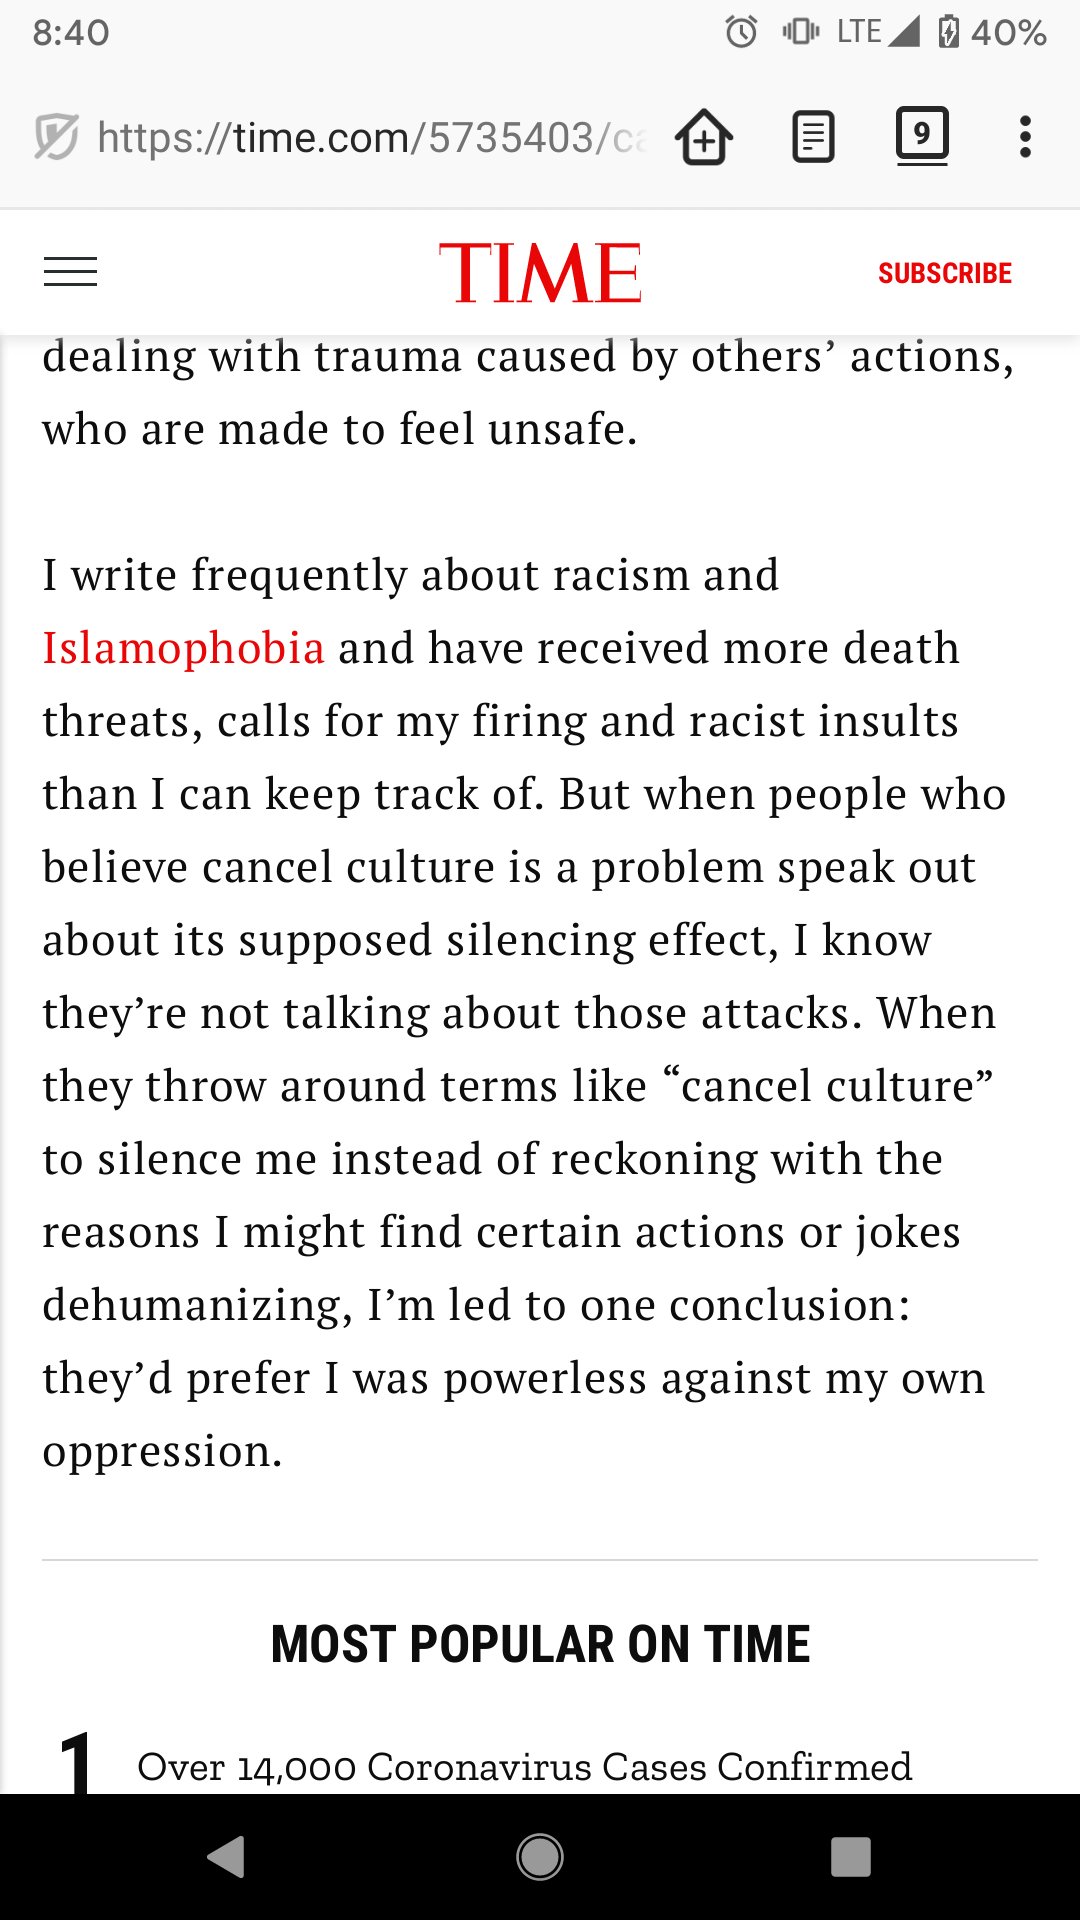 8:40
LTE 40%
https://time.com/5735403/ca
9
TIME
SUBSCRIBE
dealing with trauma caused by others’ actions,
who are made to feel unsafe.
I write frequently about racism and
Islamophobia and have received more death
threats, calls for my firing and racist insults
than I can keep track of. But when people who
believe cancel culture is a problem speak out
about its supposed silencing effect, I know
they’re not talking about those attacks. When
they throw around terms like “cancel culture”
to silence me instead of reckoning with the
reasons I might find certain actions or jokes
dehumanizing, I’m led to one conclusion:
they’d prefer I was powerless against my own
oppression.
MOST POPULAR ON TIME
1 Over 14,000 Coronavirus Cases Confirmed